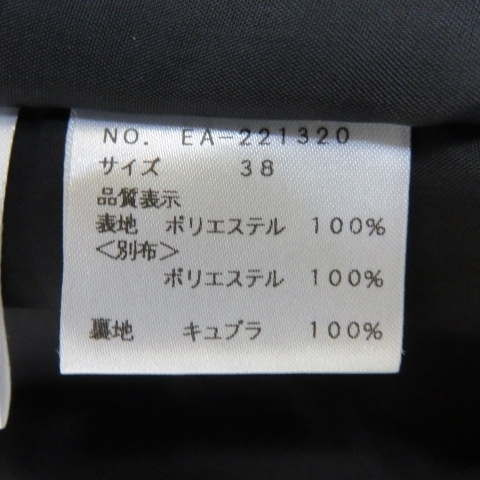 NO. EA-221320
サイズ 38
品質表示
表地 ポリエステル 100%
<別布>
ポリエステル 100%
裏地 キュプラ 100%